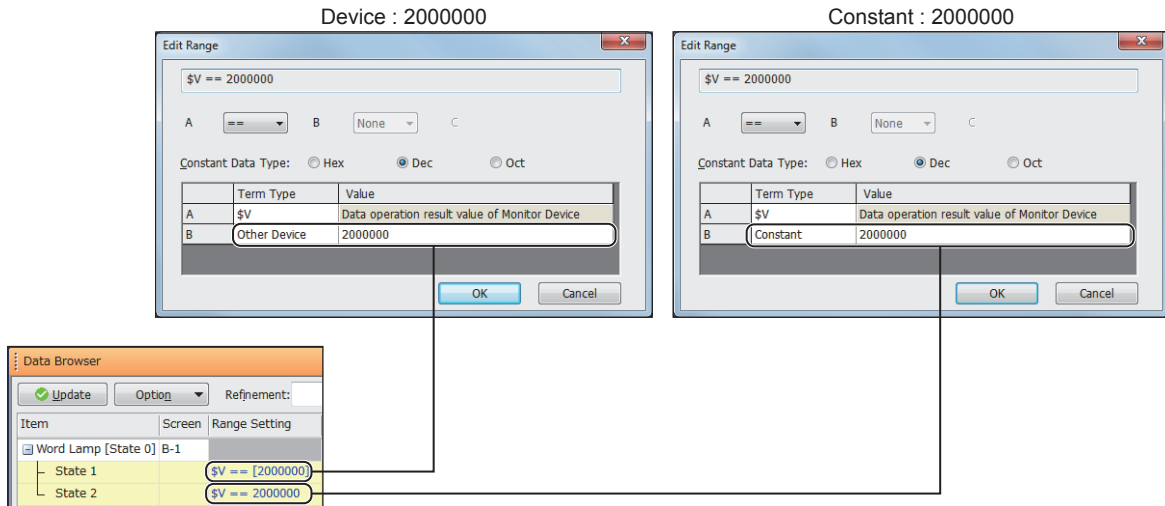 Device : 2000000
Edit Range
$V == 2000000
A == B None C
Constant Data Type: Hex Dec Oct
Term Type Value
A $V Data operation result value of Monitor Device
B Other Device 2000000
OK Cancel
Constant : 2000000
Edit Range
$V == 2000000
A == B None C
Constant Data Type: Hex Dec Oct
Term Type Value
A $V Data operation result value of Monitor Device
B Constant 2000000
OK Cancel
Data Browser
Update Option Refinement:
Item Screen Range Setting
Word Lamp [State 0] B-1
State 1 $V == [2000000]
State 2 $V == 2000000